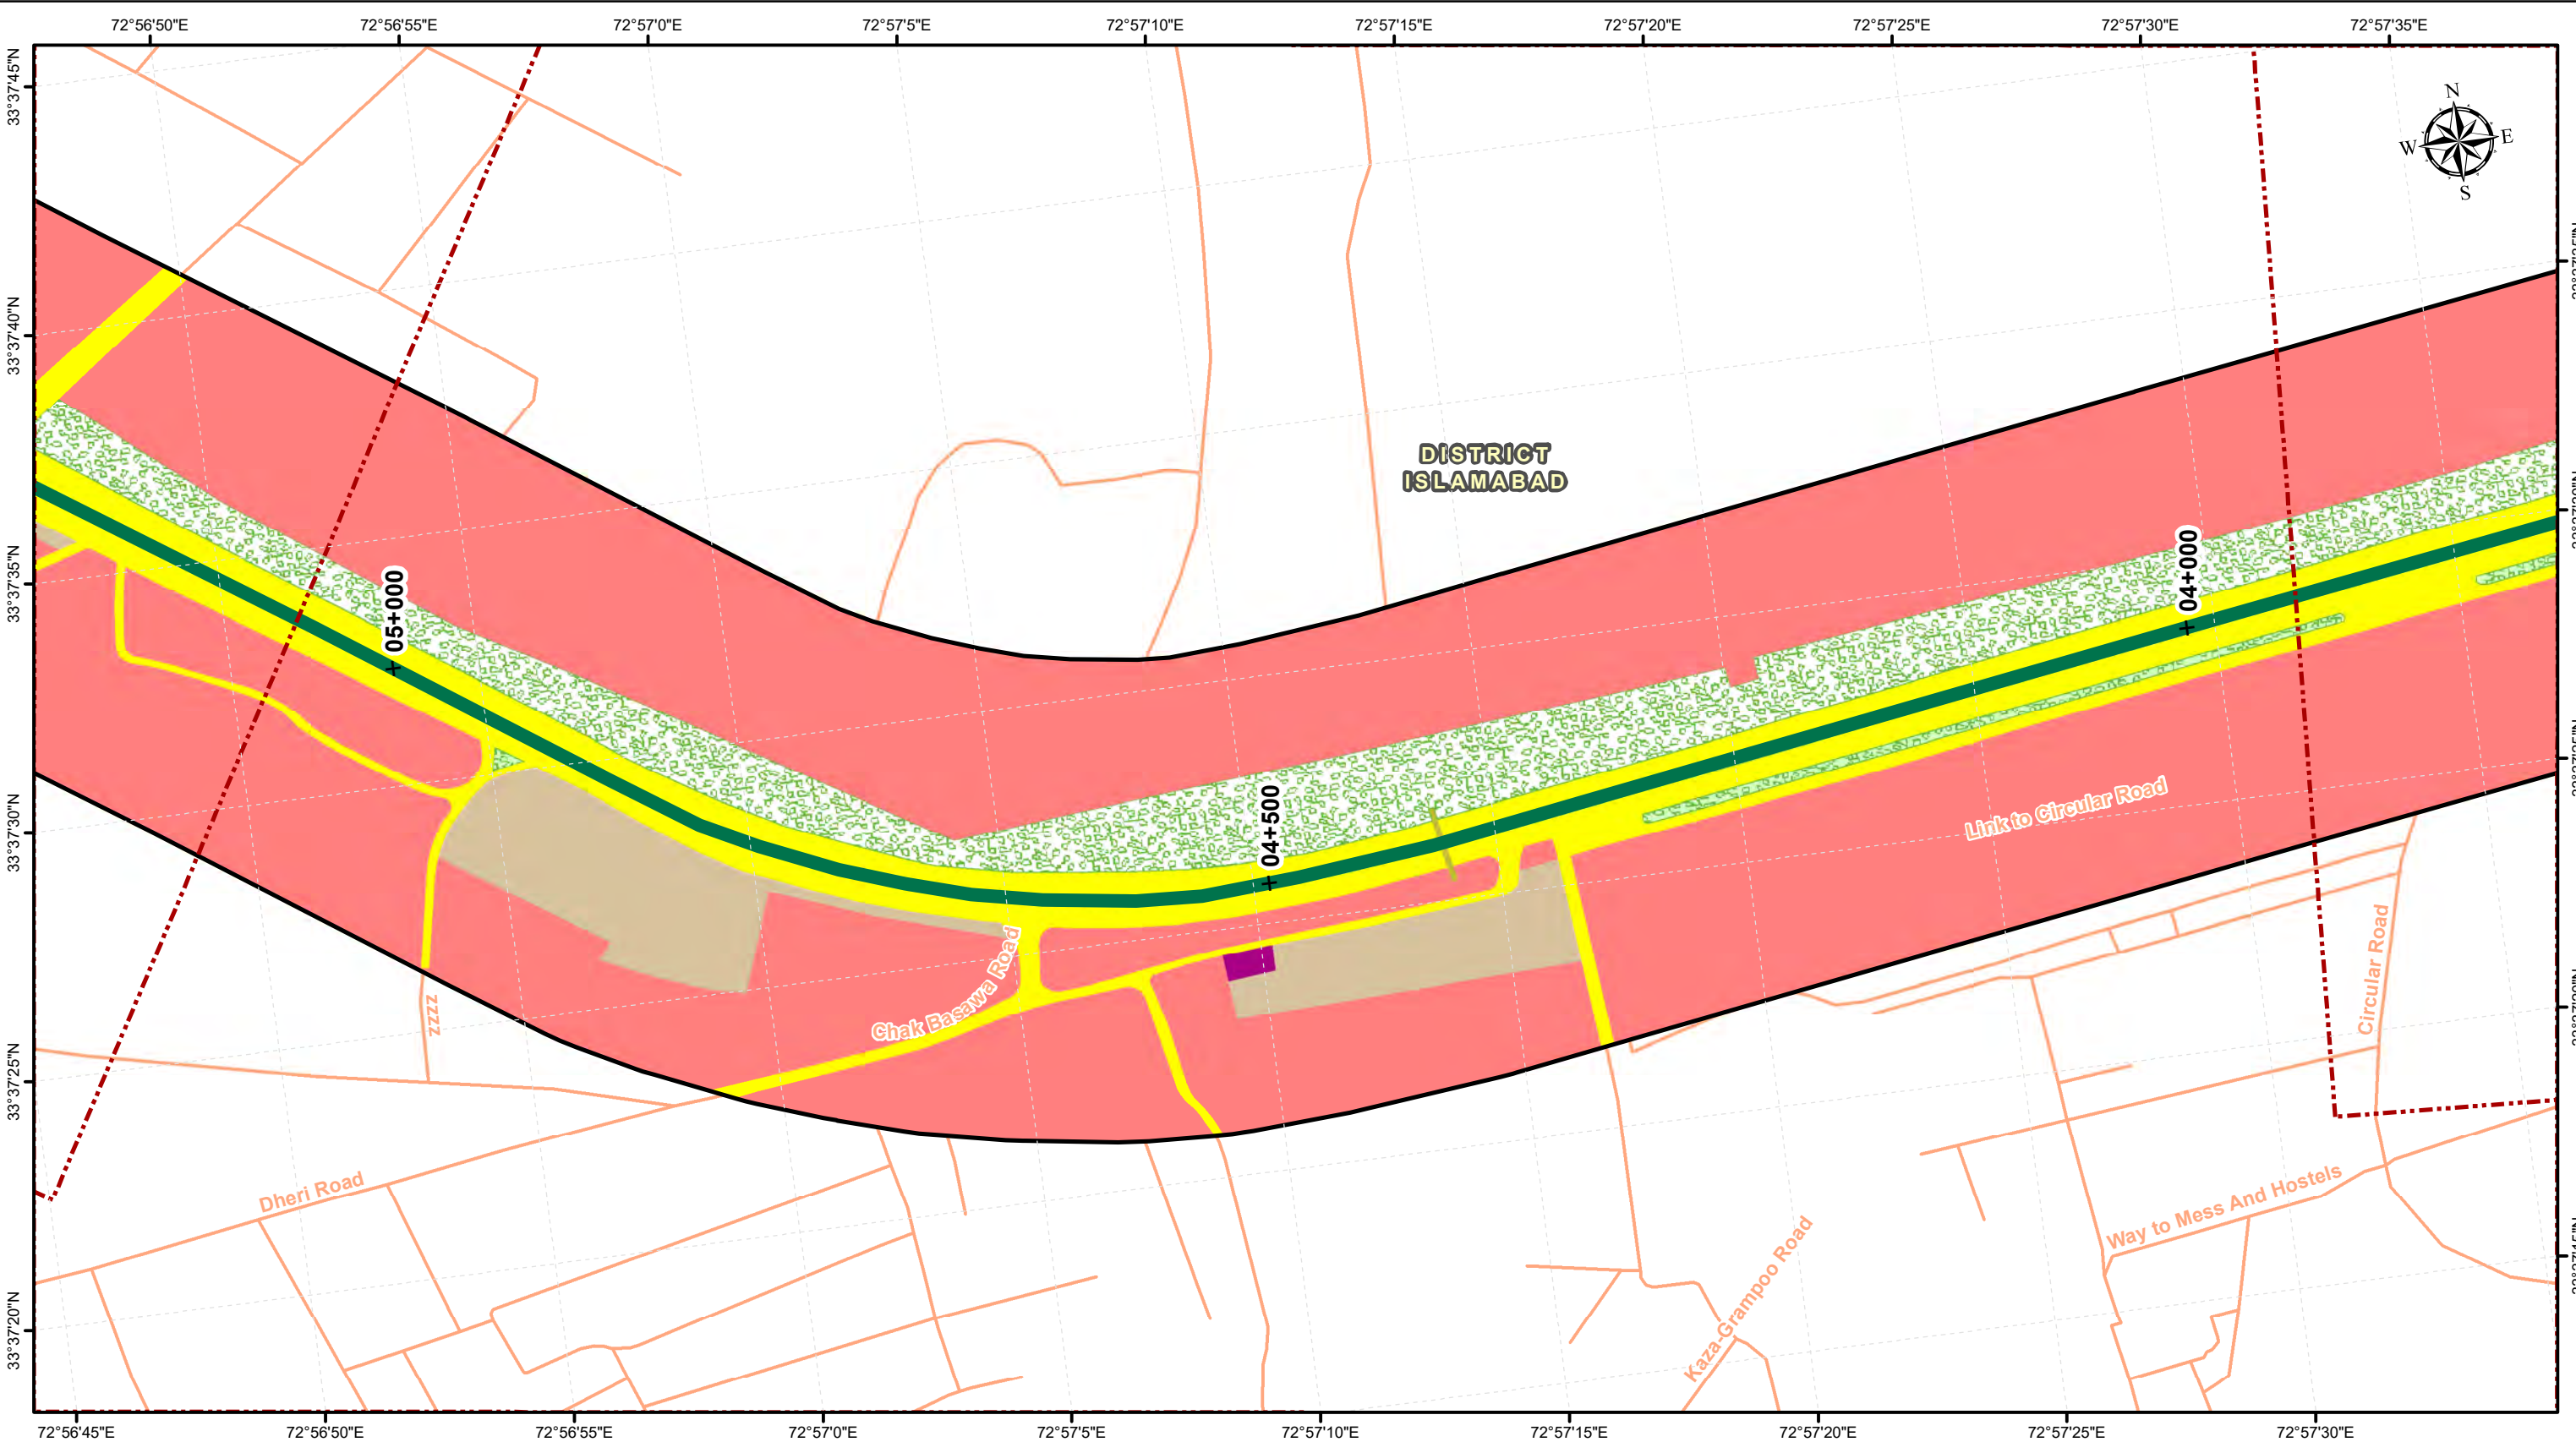 72°56'50"E
72°56'55"E
72°57'0"E
72°57'5"E
72°57'10"E
72°57'15"E
72°57'20"E
72°57'25"E
72°57'30"E
72°57'35"E
33°37'45"N
33°37'40"N
33°37'35"N
33°37'30"N
33°37'25"N
33°37'20"N
N
W
E
S
DISTRICT
ISLAMABAD
05+000
04+500
04+000
Link to Circular Road
Circular Road
Chak Basawa Road
zzzz
Dheri Road
Way to Mess And Hostels
Kaza-Grampoo Road
72°56'45"E
72°56'50"E
72°56'55"E
72°57'0"E
72°57'5"E
72°57'10"E
72°57'15"E
72°57'20"E
72°57'25"E
72°57'30"E